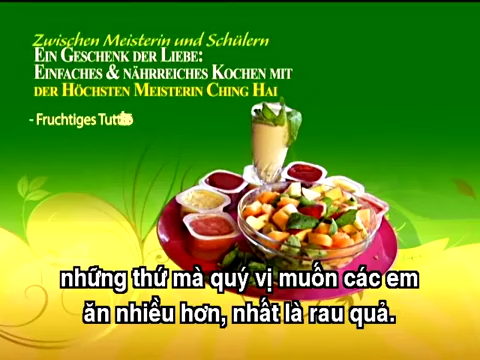 Zwischen Meisterin und Schülern
EIN GESCHENK DER LIEBE:
EINFACHES & NÄHRREICHES KOCHEN MIT
DER HÖCHSTEN MEISTERIN CHING HAI
- Fruchtiges
những thứ mà quý vị muốn các em
ăn nhiều hơn, nhất là rau quả.